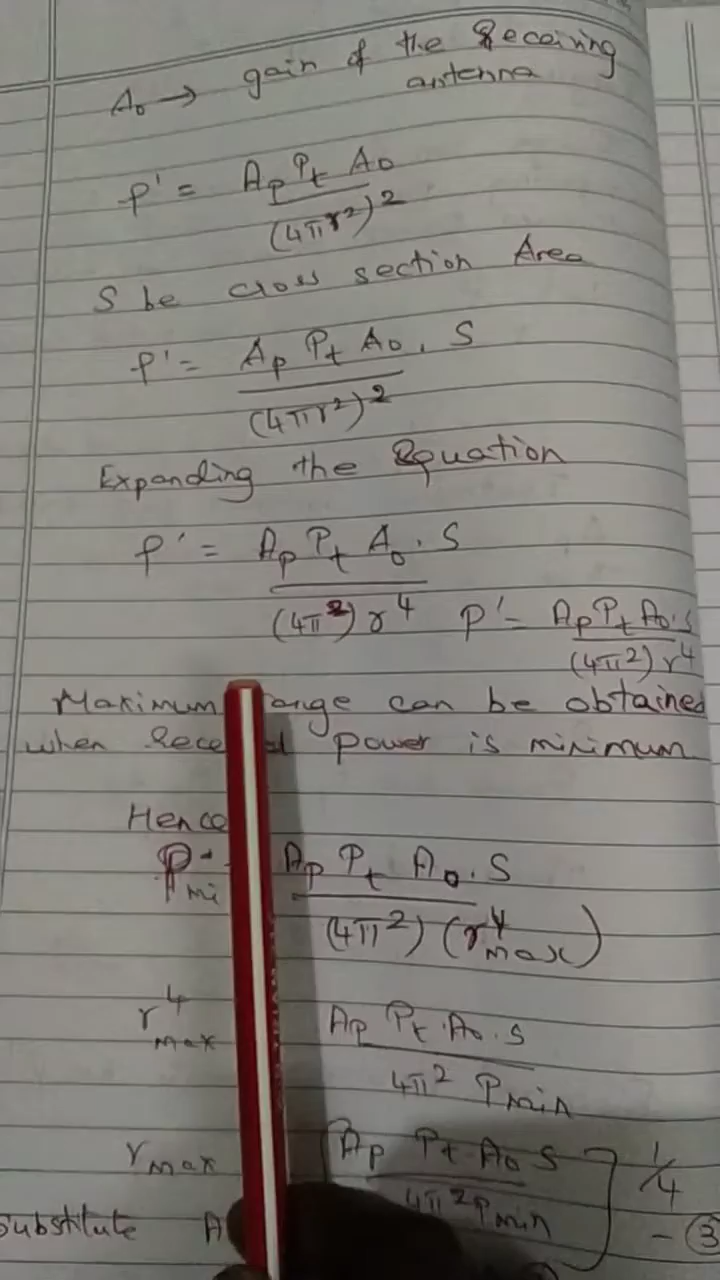 A₀ → gain of the Receiving
antenna
P' = Aₚ Pₜ A₀ / (4πr²)²
S be cross section Area
P' = Aₚ Pₜ A₀ . S / (4πr²)²
Expanding the Equation
P' = Aₚ Pₜ A₀ . S / (4π²) r⁴ P' = Aₚ Pₜ A₀.S / (4π²) r⁴
Maximum range can be obtained
when power is minimum
Hence
Aₚ Pₜ A₀ . S / (4π²) (r⁴max)
r⁴max Aₚ Pₜ . A₀ . S / 4π² Pmin
rmax [Aₚ Pₜ A₀ S / 4π² Pmin] 1/4
Substitute A - ③